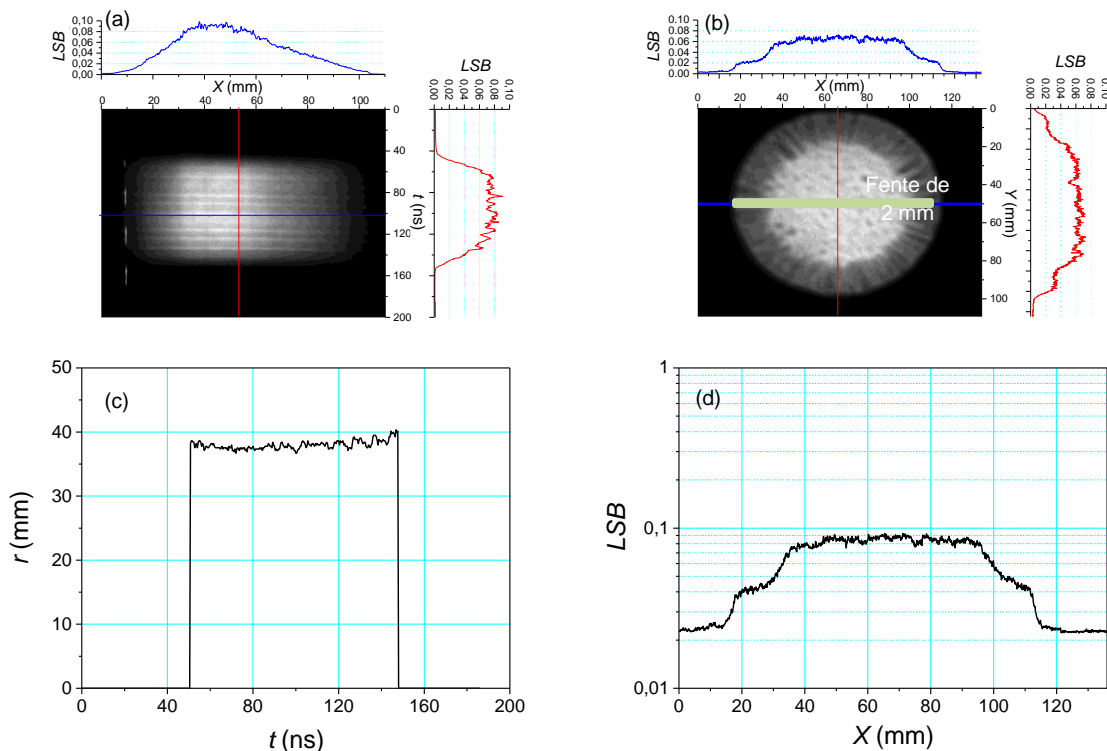 (a)
0,10
0,08
0,06
0,04
0,02
0,00
LSB
0 20 40 60 80 100
X (mm)
LSB
0,00 0,02 0,04 0,06 0,08 0,10
0
40
80
120
160
200
t (ns)
(b)
0.10
0.08
0.06
0.04
0.02
0.00
LSB
0 20 40 60 80 100 120
X (mm)
LSB
0.00 0.02 0.04 0.06 0.08 0.10
0
20
40
60
80
100
Y (mm)
Fente de
2 mm
(c)
50
40
30
20
10
0
r (mm)
0 40 80 120 160 200
t (ns)
(d)
1
0,1
0,01
LSB
0 20 40 60 80 100 120
X (mm)